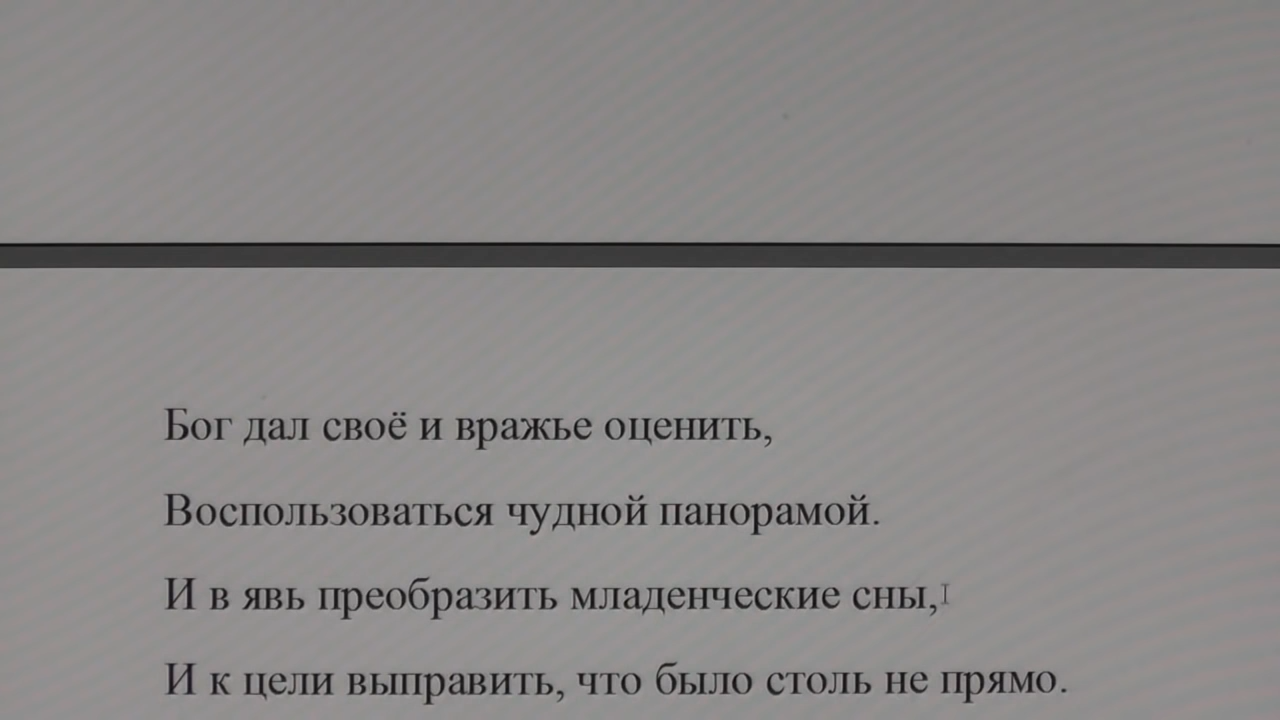 Бог дал своё и вражье оценить,
Воспользоваться чудной панорамой.
И в явь преобразить младенческие сны,
И к цели выправить, что было столь не прямо.